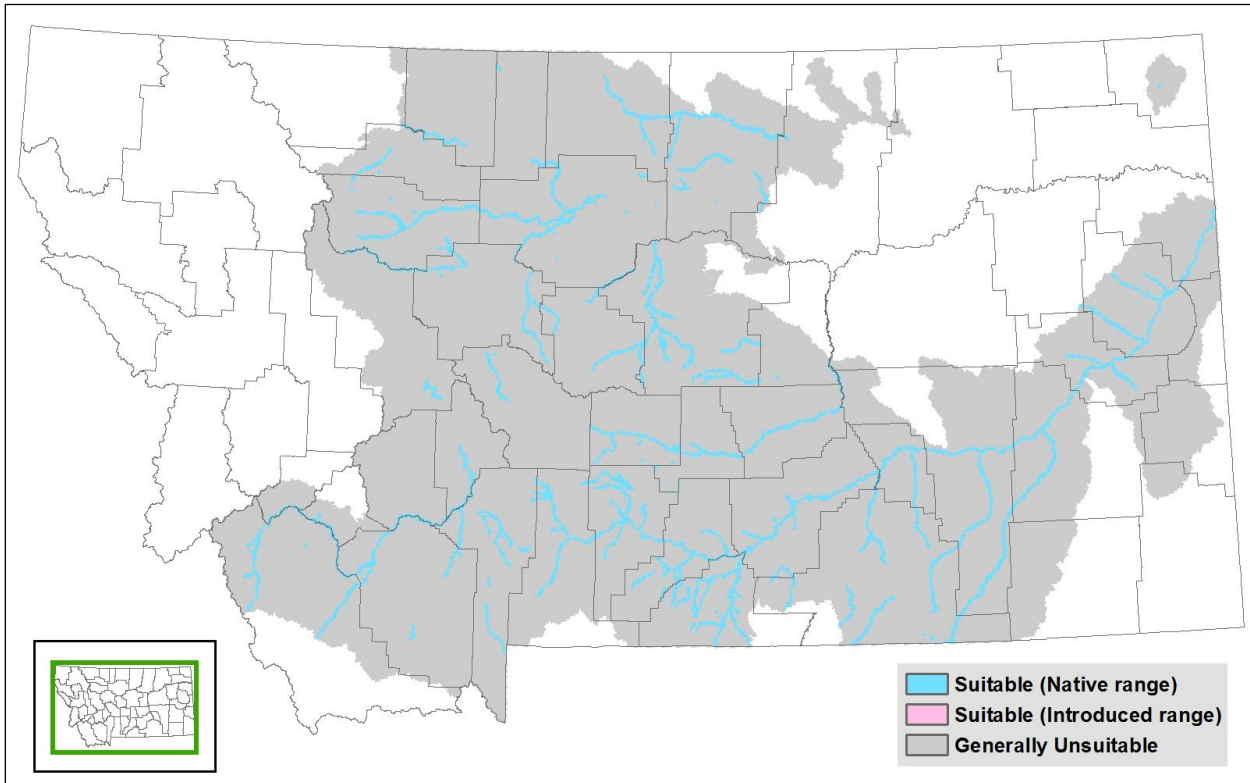 Suitable (Native range)
Suitable (Introduced range)
Generally Unsuitable